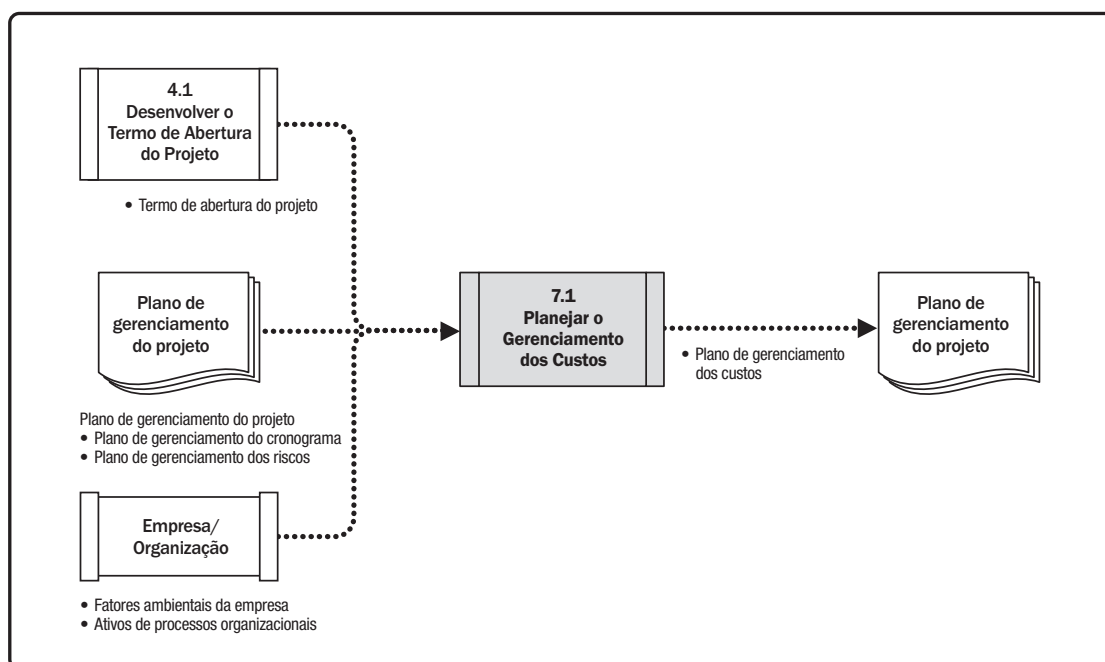 4.1
Desenvolver o
Termo de Abertura
do Projeto
• Termo de abertura do projeto
Plano de
gerenciamento
do projeto
Plano de gerenciamento do projeto
• Plano de gerenciamento do cronograma
• Plano de gerenciamento dos riscos
Empresa/
Organização
• Fatores ambientais da empresa
• Ativos de processos organizacionais
7.1
Planejar o
Gerenciamento
dos Custos
• Plano de gerenciamento
dos custos
Plano de
gerenciamento
do projeto